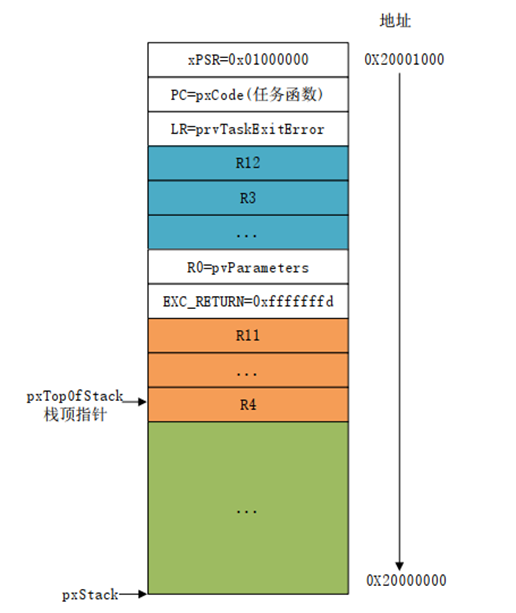 地址
xPSR=0x01000000
0X20001000
PC=pxCode(任务函数)
LR=prvTaskExitError
R12
R3
...
R0=pvParameters
EXC_RETURN=0xfffffffd
R11
...
pxTopOfStack
栈顶指针
R4
...
0X20000000
pxStack